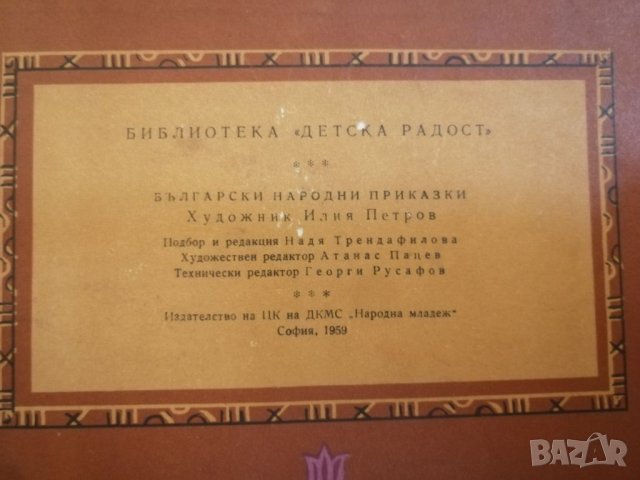 БИБЛИОТЕКА «ДЕТСКА РАДОСТ»
* * *
БЪЛГАРСКИ НАРОДНИ ПРИКАЗКИ
Художник Илия Петров
Подбор и редакция Надя Трендафилова
Художествен редактор Атанас Пацев
Технически редактор Георги Русафов
* * *
Издателство на ЦК на ДКМС „Народна младеж“
София, 1959
BAZAR